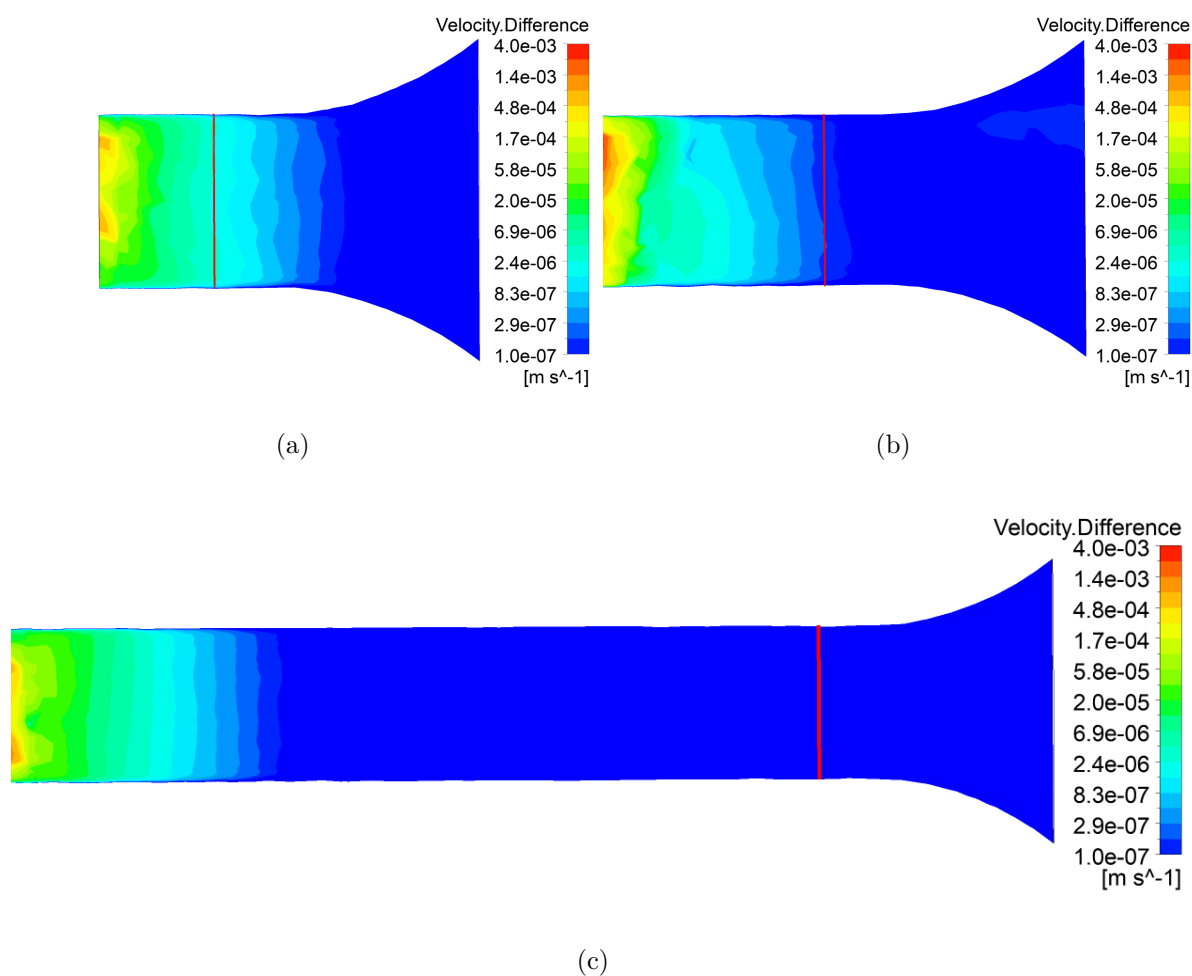 Velocity.Difference
4.0e-03
1.4e-03
4.8e-04
1.7e-04
5.8e-05
2.0e-05
6.9e-06
2.4e-06
8.3e-07
2.9e-07
1.0e-07
[m s^-1]
(a)
Velocity.Difference
4.0e-03
1.4e-03
4.8e-04
1.7e-04
5.8e-05
2.0e-05
6.9e-06
2.4e-06
8.3e-07
2.9e-07
1.0e-07
[m s^-1]
(b)
Velocity.Difference
4.0e-03
1.4e-03
4.8e-04
1.7e-04
5.8e-05
2.0e-05
6.9e-06
2.4e-06
8.3e-07
2.9e-07
1.0e-07
[m s^-1]
(c)